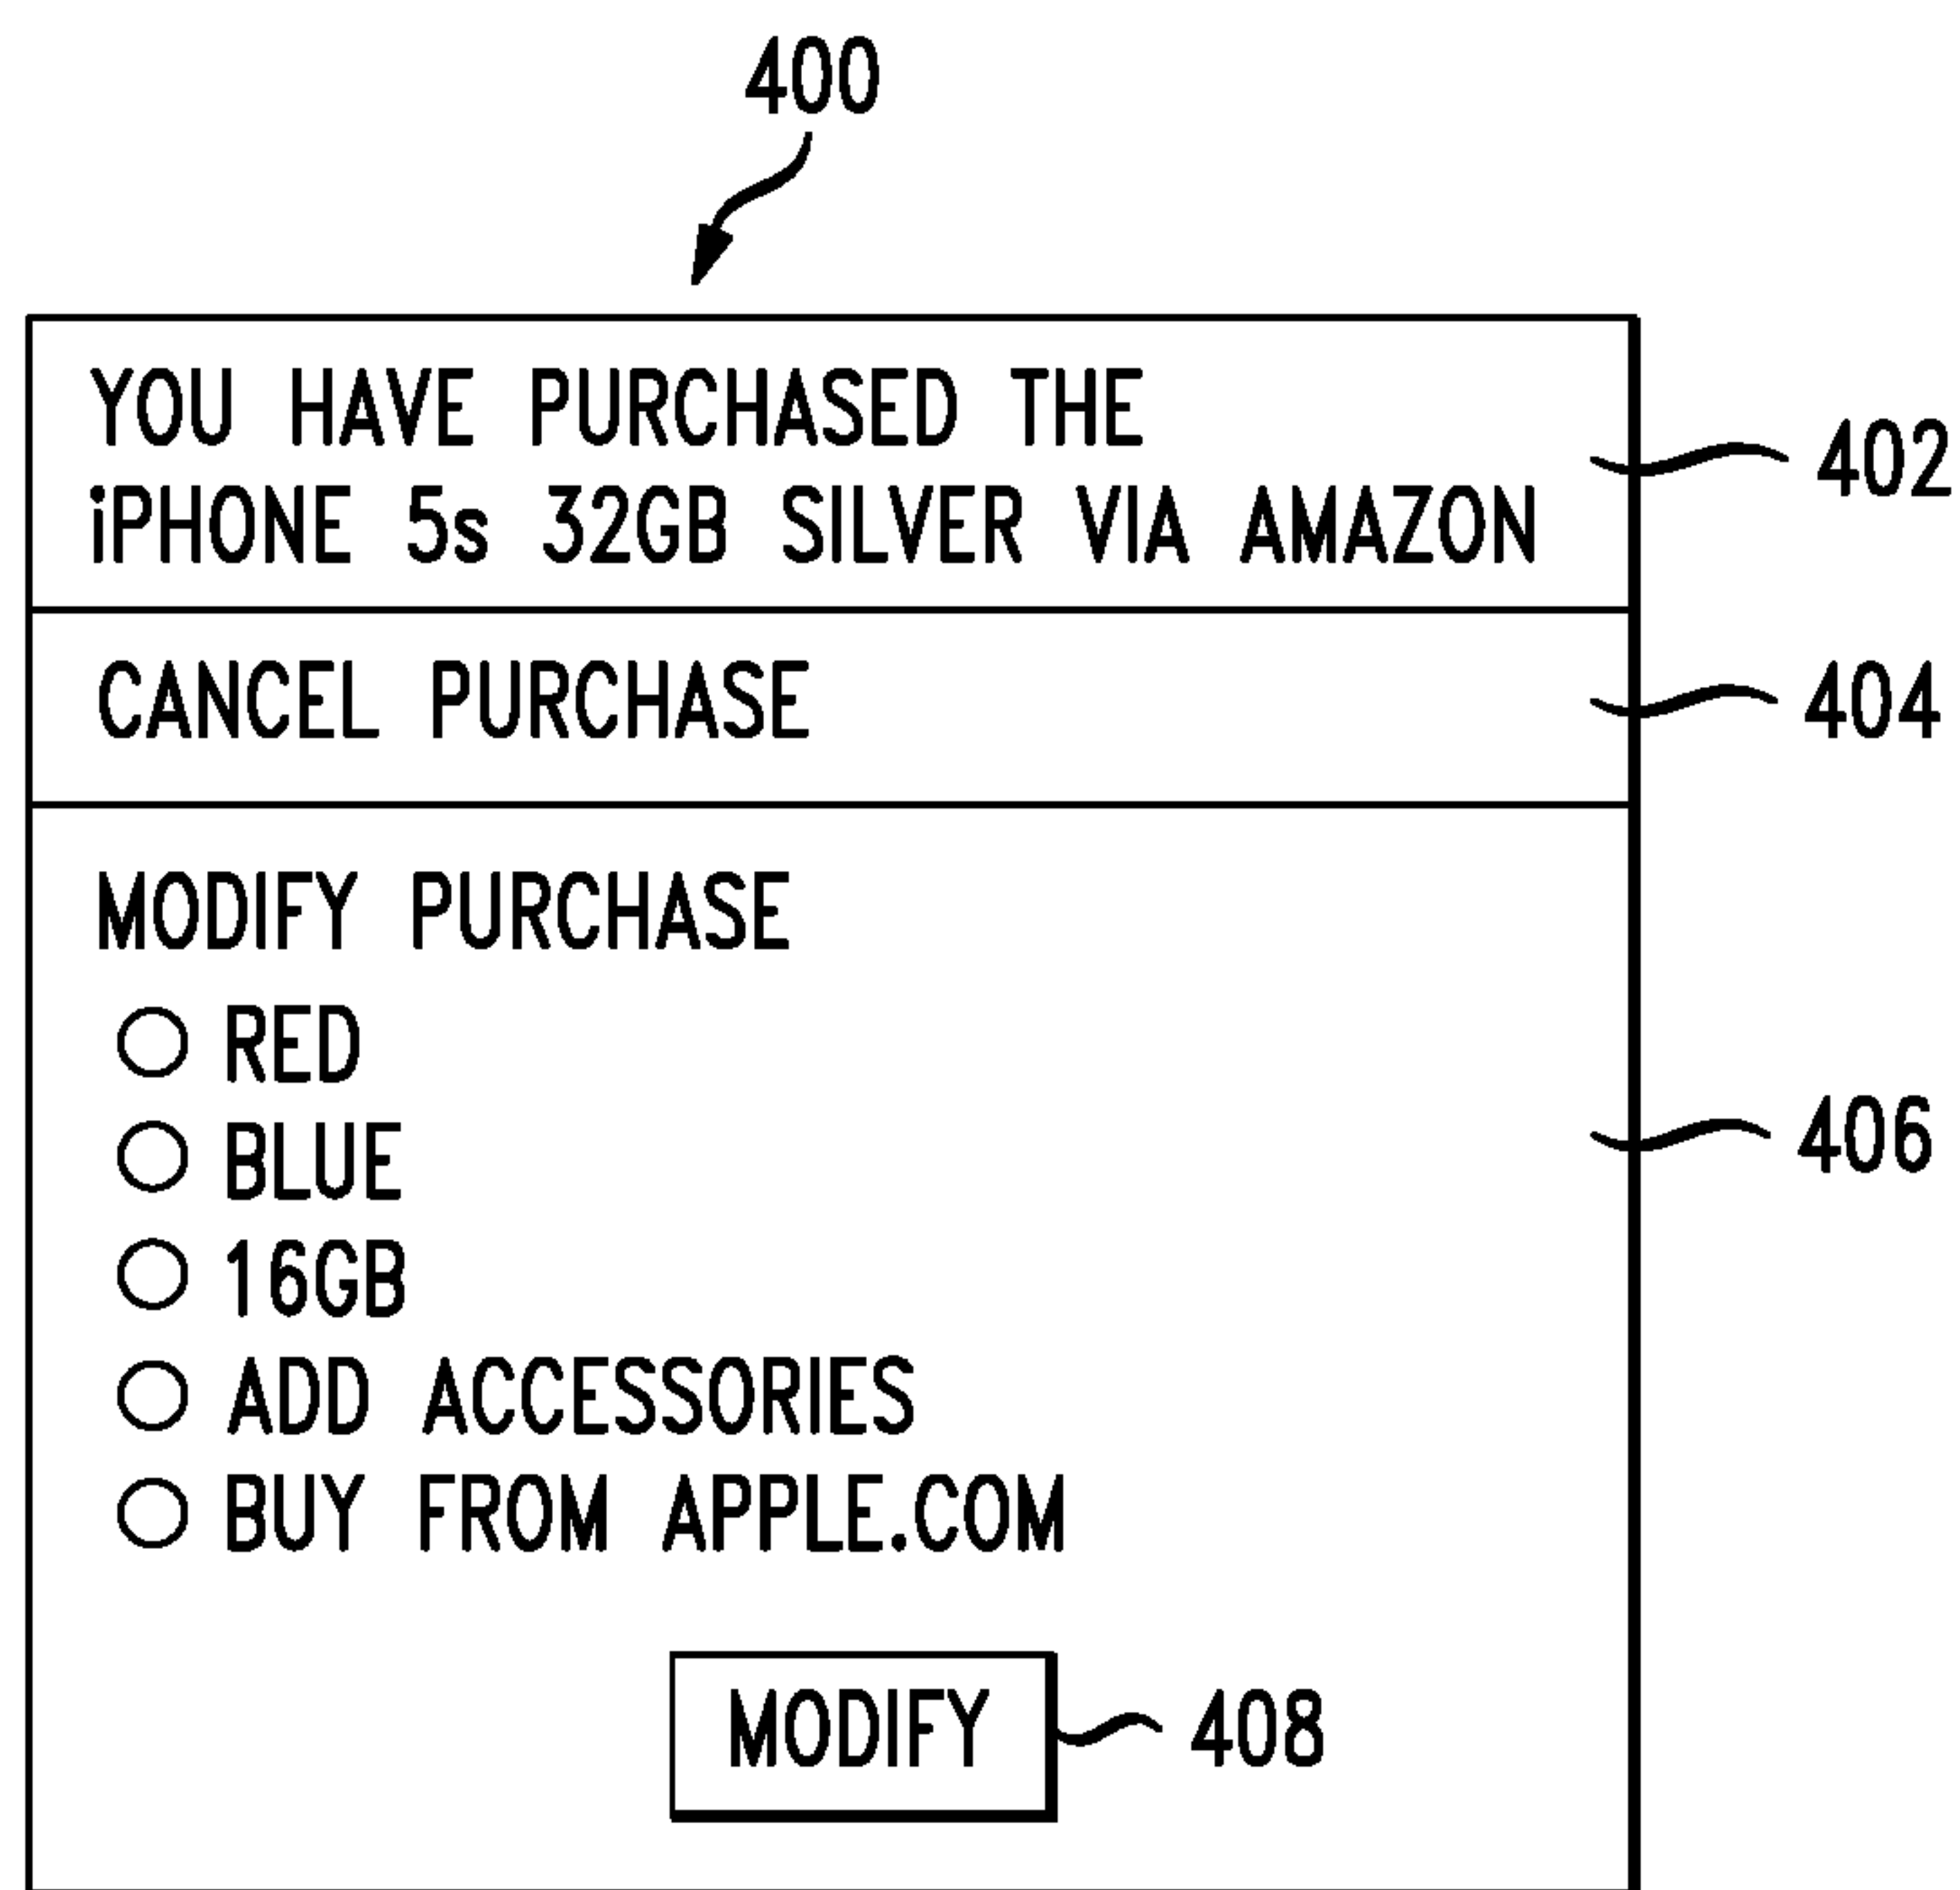 400
YOU HAVE PURCHASED THE
iPHONE 5s 32GB SILVER VIA AMAZON
402
CANCEL PURCHASE
404
MODIFY PURCHASE
RED
BLUE
406
16GB
ADD ACCESSORIES
BUY FROM APPLE.COM
MODIFY
408